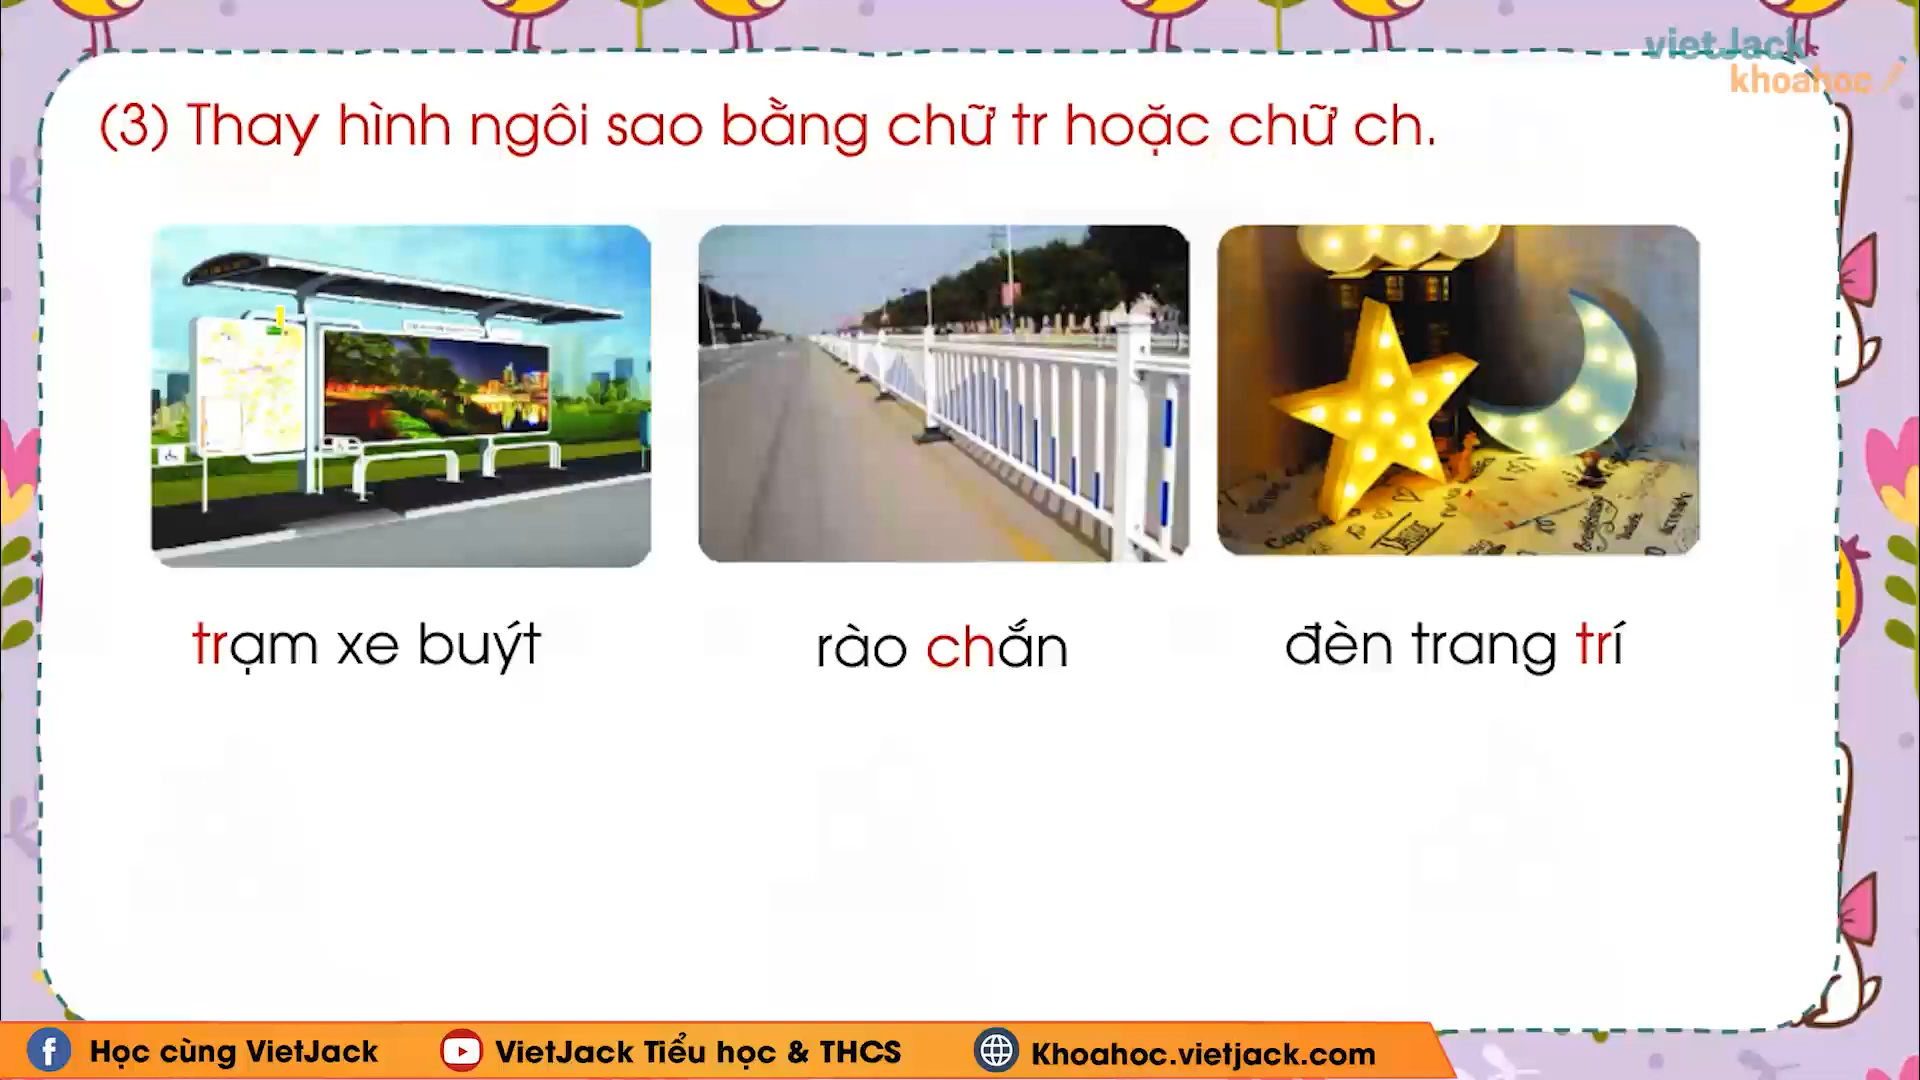 vietJack
khoahoc
(3) Thay hình ngôi sao bằng chữ tr hoặc chữ ch.
trạm xe buýt
rào chắn
đèn trang trí
Học cùng VietJack
VietJack Tiểu học & THCS
Khoahoc.vietjack.com